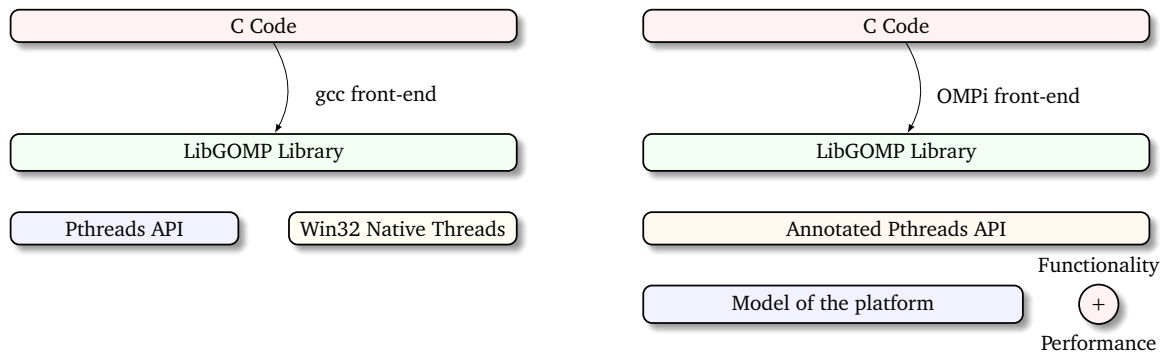 C Code
gcc front-end
LibGOMP Library
Pthreads API
Win32 Native Threads
C Code
OMPi front-end
LibGOMP Library
Annotated Pthreads API
Functionality
Model of the platform
+
Performance